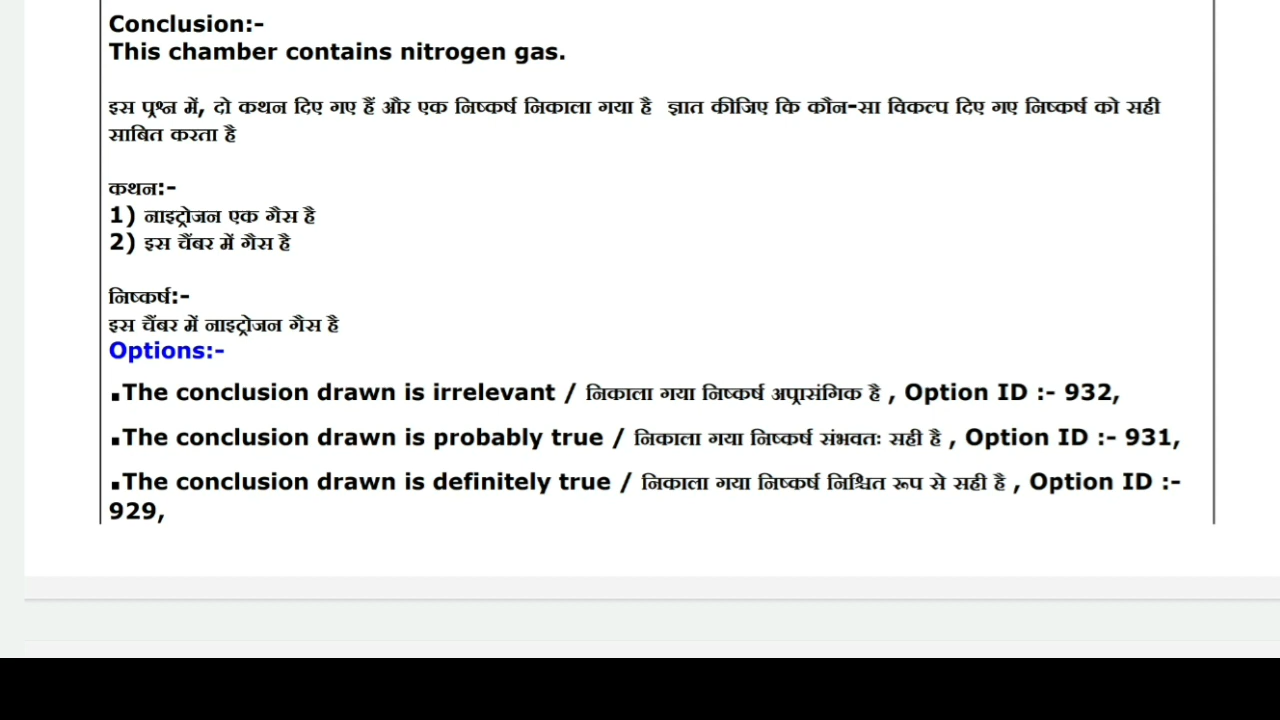 Conclusion:-
This chamber contains nitrogen gas.
इस प्रश्न में, दो कथन दिए गए हैं और एक निष्कर्ष निकाला गया है ज्ञात कीजिए कि कौन-सा विकल्प दिए गए निष्कर्ष को सही
साबित करता है
कथन:-
1) नाइट्रोजन एक गैस है
2) इस चैंबर में गैस है
निष्कर्ष:-
इस चैंबर में नाइट्रोजन गैस है
Options:-
▪The conclusion drawn is irrelevant / निकाला गया निष्कर्ष अप्रासंगिक है , Option ID :- 932,
▪The conclusion drawn is probably true / निकाला गया निष्कर्ष संभवतः सही है , Option ID :- 931,
▪The conclusion drawn is definitely true / निकाला गया निष्कर्ष निश्चित रूप से सही है , Option ID :-
929,